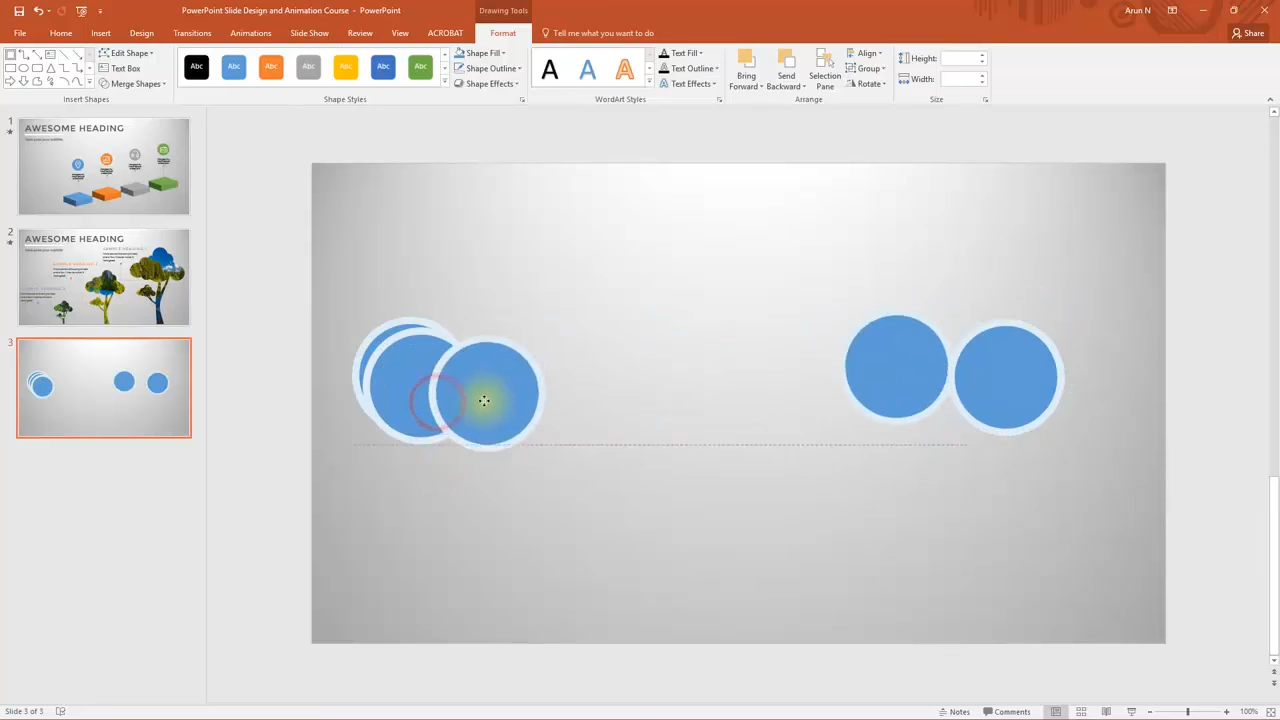 PowerPoint Slide Design and Animation Course - PowerPoint
Drawing Tools
Arun N
File Home Insert Design Transitions Animations Slide Show Review View ACROBAT Format Tell me what you want to do Share
Edit Shape
Text Box
Merge Shapes
Insert Shapes
Abc Abc Abc Abc Abc Abc Abc
Shape Fill
Shape Outline
Shape Effects
Shape Styles
A A A
Text Fill
Text Outline
Text Effects
WordArt Styles
Bring Forward
Send Backward
Selection Pane
Align
Group
Rotate
Arrange
Height:
Width:
Size
1
AWESOME HEADING
2
AWESOME HEADING
3
Slide 3 of 3
Notes
Comments
100%